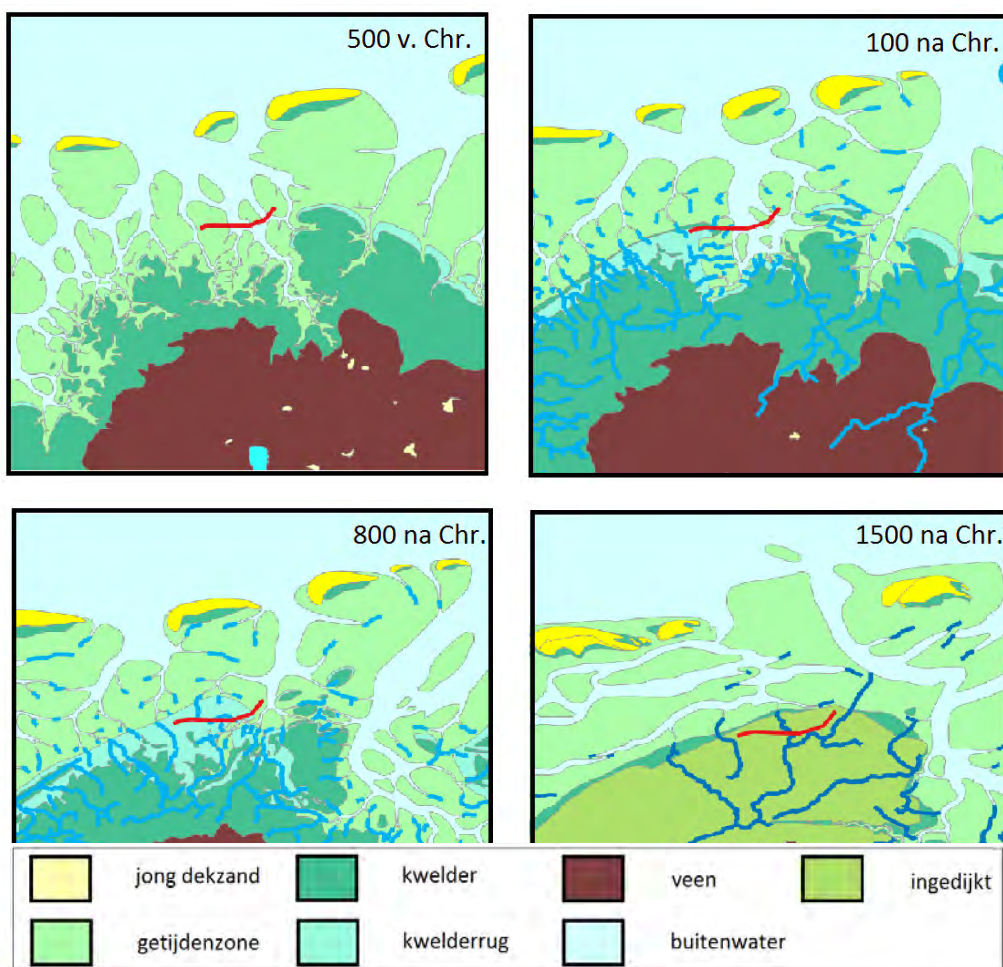 500 v. Chr.
100 na Chr.
800 na Chr.
1500 na Chr.
jong dekzand
kwelder
veen
ingedijkt
getijdenzone
kwelderrug
buitenwater